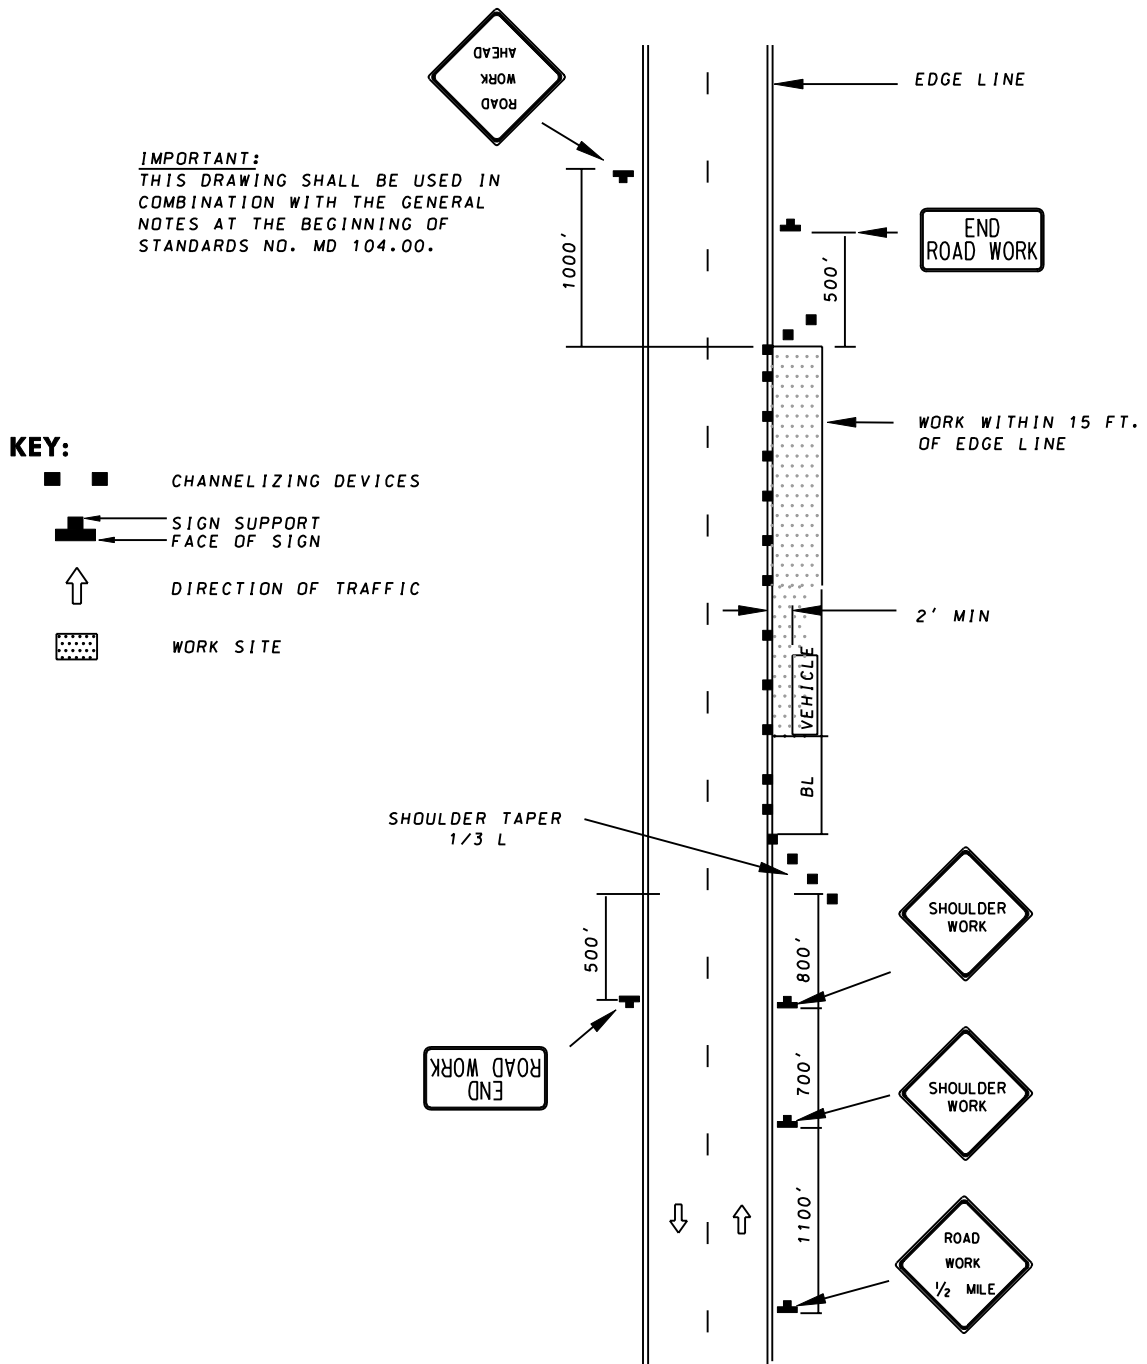 ROAD
WORK
AHEAD
EDGE LINE
IMPORTANT:
THIS DRAWING SHALL BE USED IN
COMBINATION WITH THE GENERAL
NOTES AT THE BEGINNING OF
STANDARDS NO. MD 104.00.
1000'
END
ROAD WORK
500'
WORK WITHIN 15 FT.
OF EDGE LINE
KEY:
CHANNELIZING DEVICES
SIGN SUPPORT
FACE OF SIGN
DIRECTION OF TRAFFIC
WORK SITE
2' MIN
VEHICLE
BL
SHOULDER TAPER
1/3 L
500'
800'
SHOULDER
WORK
END
ROAD WORK
700'
SHOULDER
WORK
1100'
ROAD
WORK
1/2 MILE